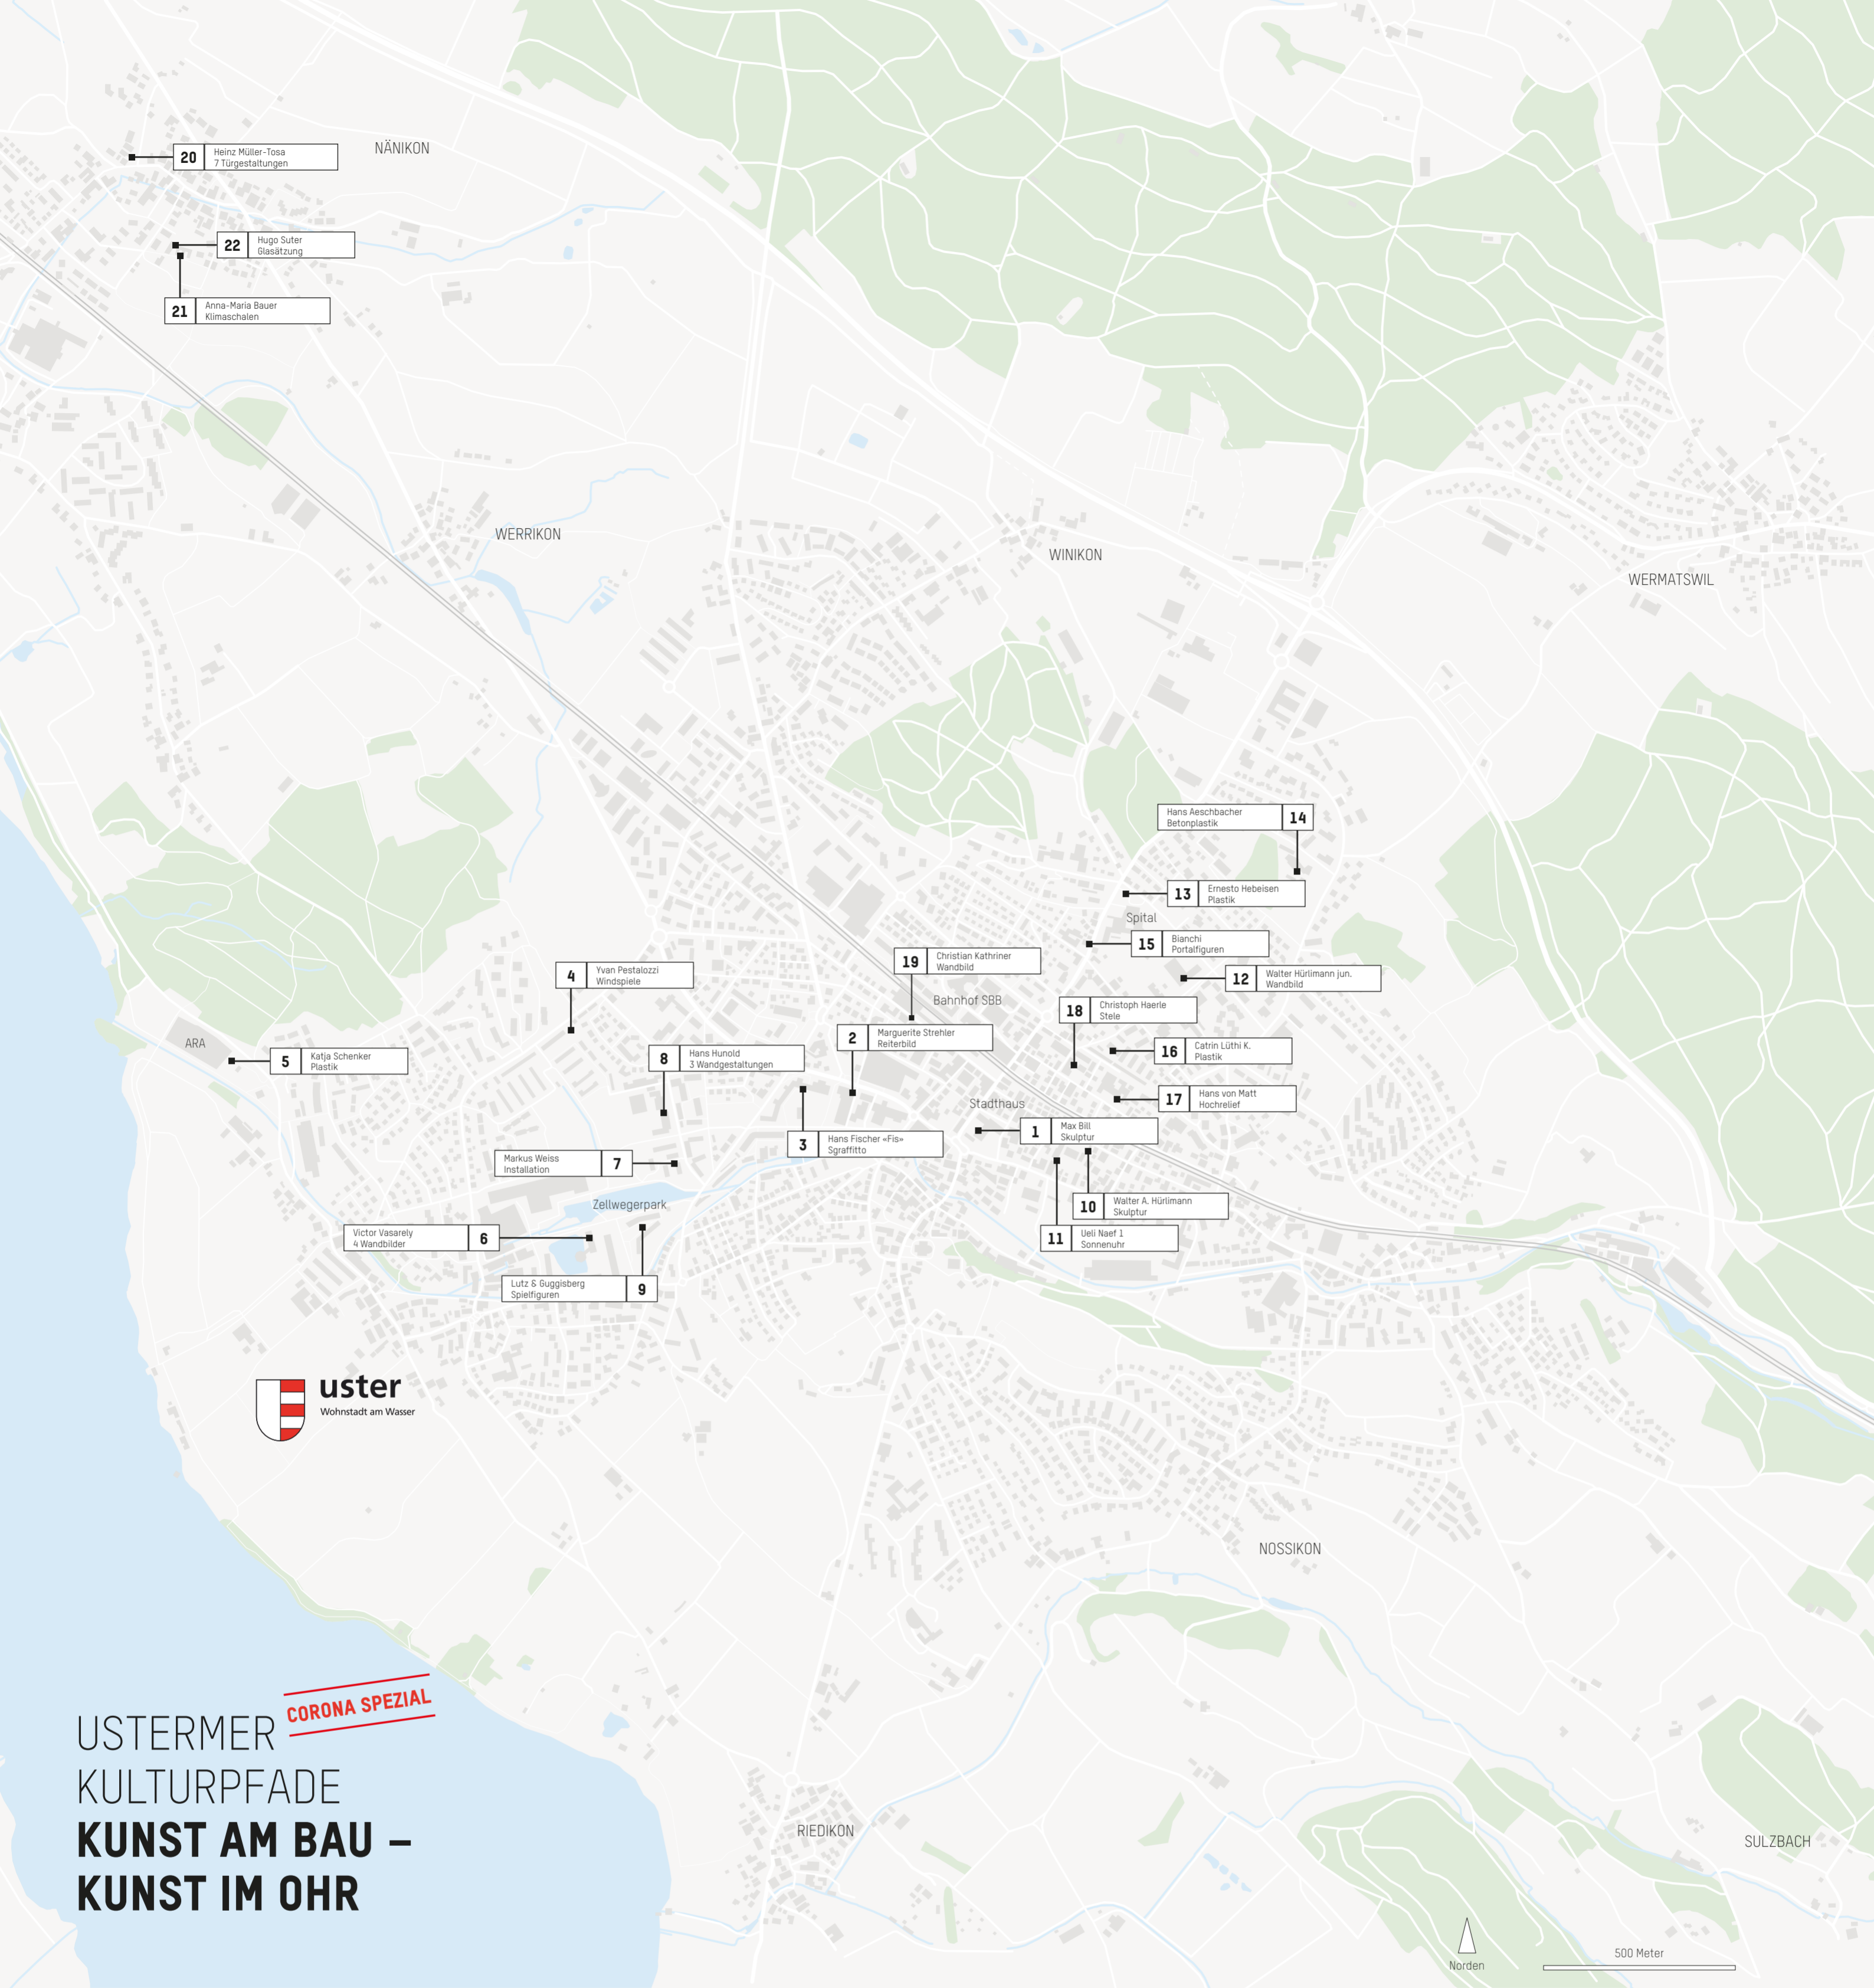 20
Heinz Müller-Tosa
7 Türgestaltungen
NÄNIKON
22
Hugo Suter
Glasätzung
21
Anna-Maria Bauer
Klimaschalen
WERRIKON
WINIKON
WERMATSWIL
Hans Aeschbacher
Betonplastik
14
13
Ernesto Hebeisen
Plastik
Spital
15
Bianchi
Portalfiguren
19
Christian Kathriner
Wandbild
4
Yvan Pestalozzi
Windspiele
12
Walter Hürlimann jun.
Wandbild
Bahnhof SBB
18
Christoph Haerle
Stele
2
Marguerite Strehler
Reiterbild
ARA
5
Katja Schenker
Plastik
8
Hans Hunold
3 Wandgestaltungen
16
Catrin Lüthi K.
Plastik
17
Hans von Matt
Hochrelief
Stadthaus
1
Max Bill
Skulptur
3
Hans Fischer «Fis»
Sgraffitto
Markus Weiss
Installation
7
Zellwegerpark
10
Walter A. Hürlimann
Skulptur
Victor Vasarely
4 Wandbilder
6
11
Ueli Naef 1
Sonnenuhr
Lutz & Guggisberg
Spielfiguren
9
uster
Wohnstadt am Wasser
NOSSIKON
CORONA SPEZIAL
USTERMER
KULTURPFADE
KUNST AM BAU –
KUNST IM OHR
RIEDIKON
SULZBACH
Norden
500 Meter